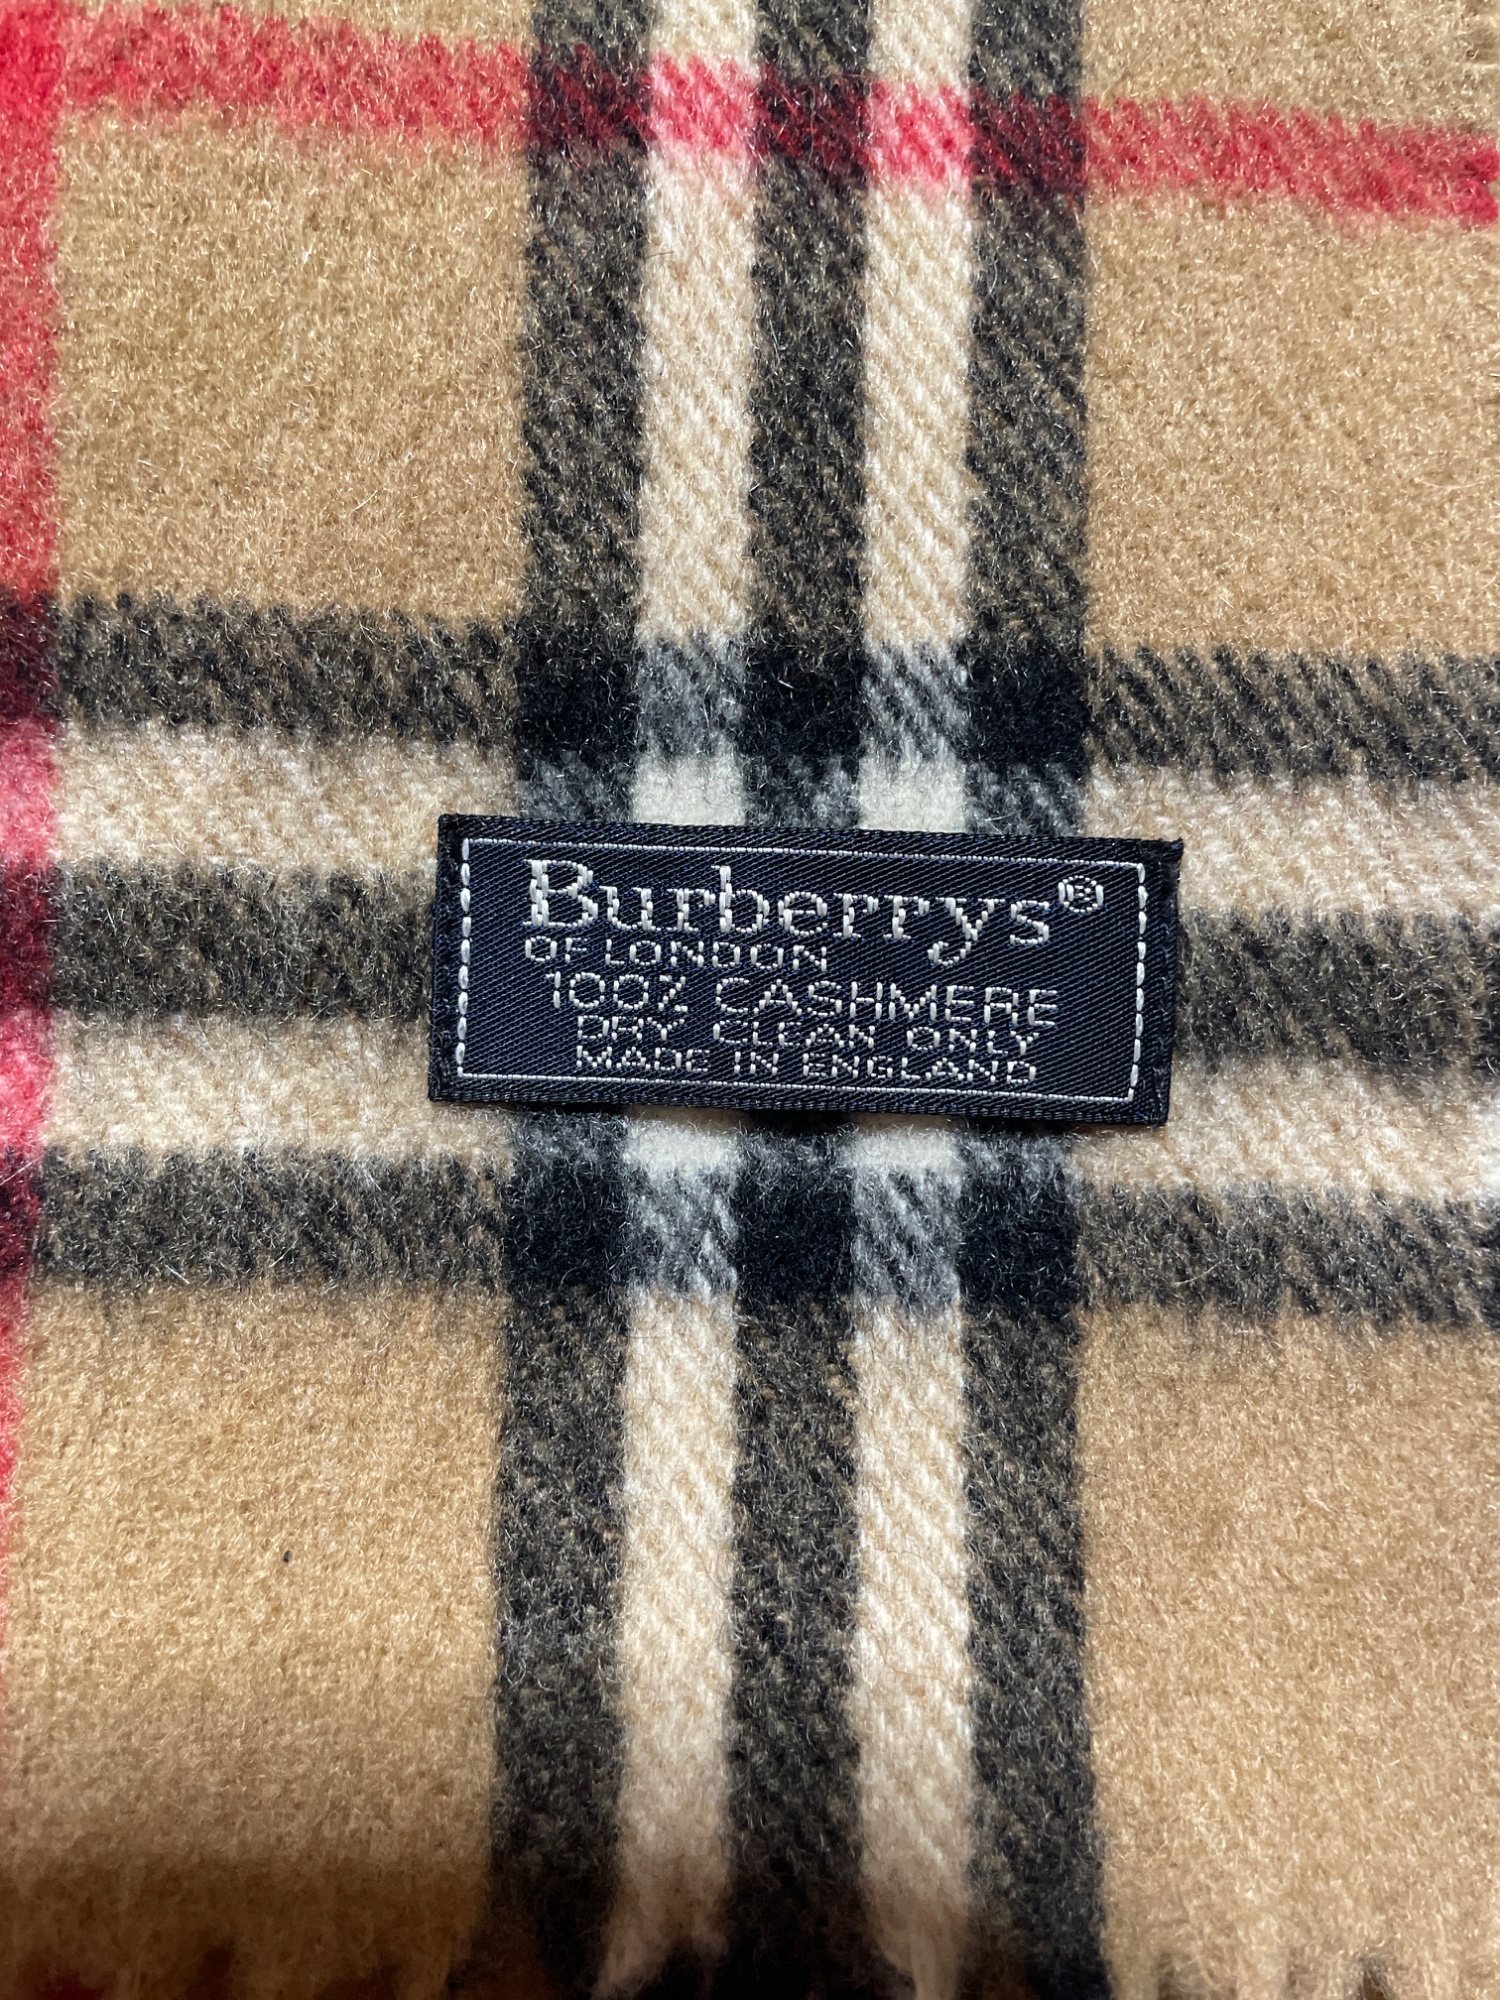 Burberrys®
OF LONDON
100% CASHMERE
DRY CLEAN ONLY
MADE IN ENGLAND